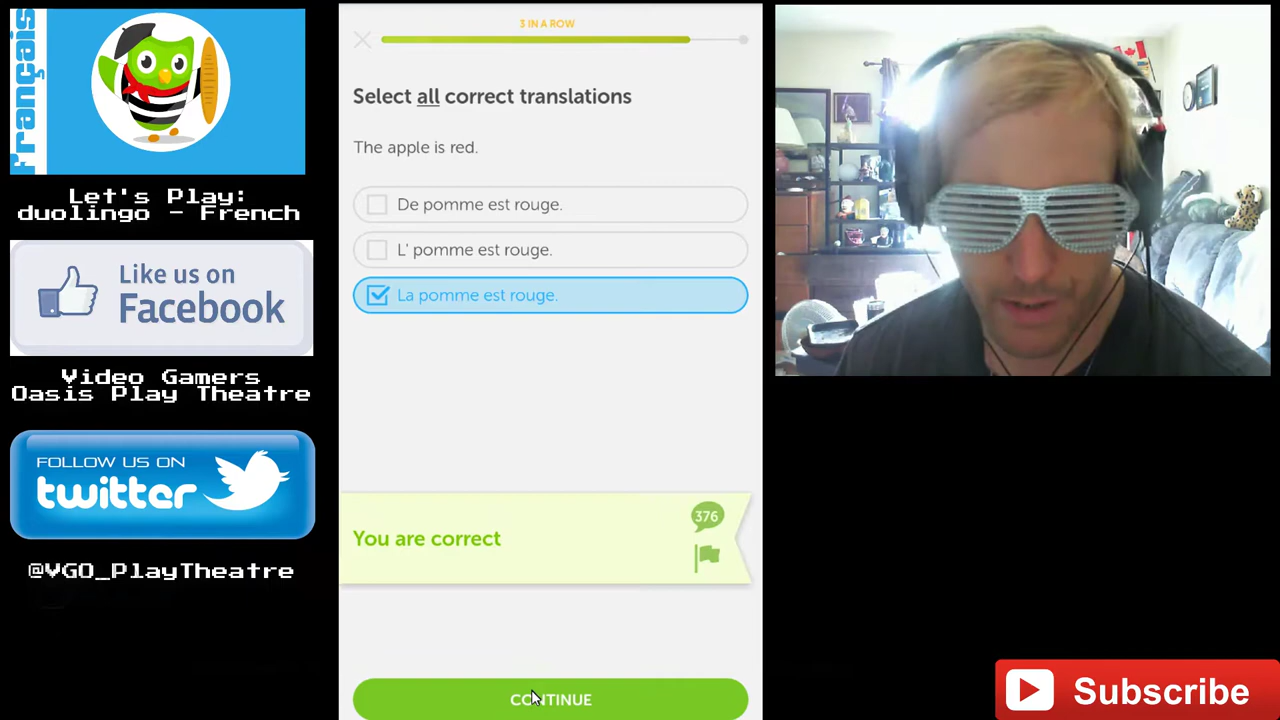 français
Let's Play:
duolingo - French
Like us on
Facebook
Video Gamers
Oasis Play Theatre
FOLLOW US ON
twitter
@VGO_PlayTheatre
3 IN A ROW
Select all correct translations
The apple is red.
De pomme est rouge.
L' pomme est rouge.
La pomme est rouge.
376
You are correct
CONTINUE
Subscribe